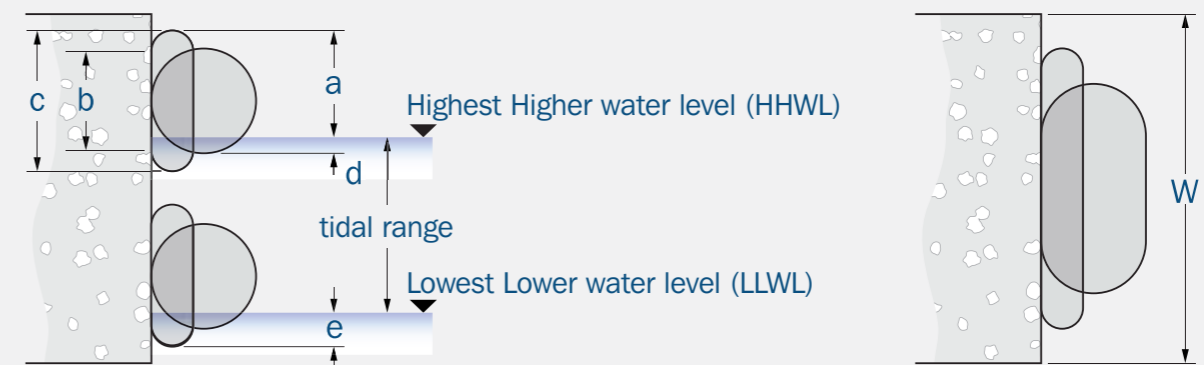 c
b
a
Highest Higher water level (HHWL)
d
tidal range
W
Lowest Lower water level (LLWL)
e